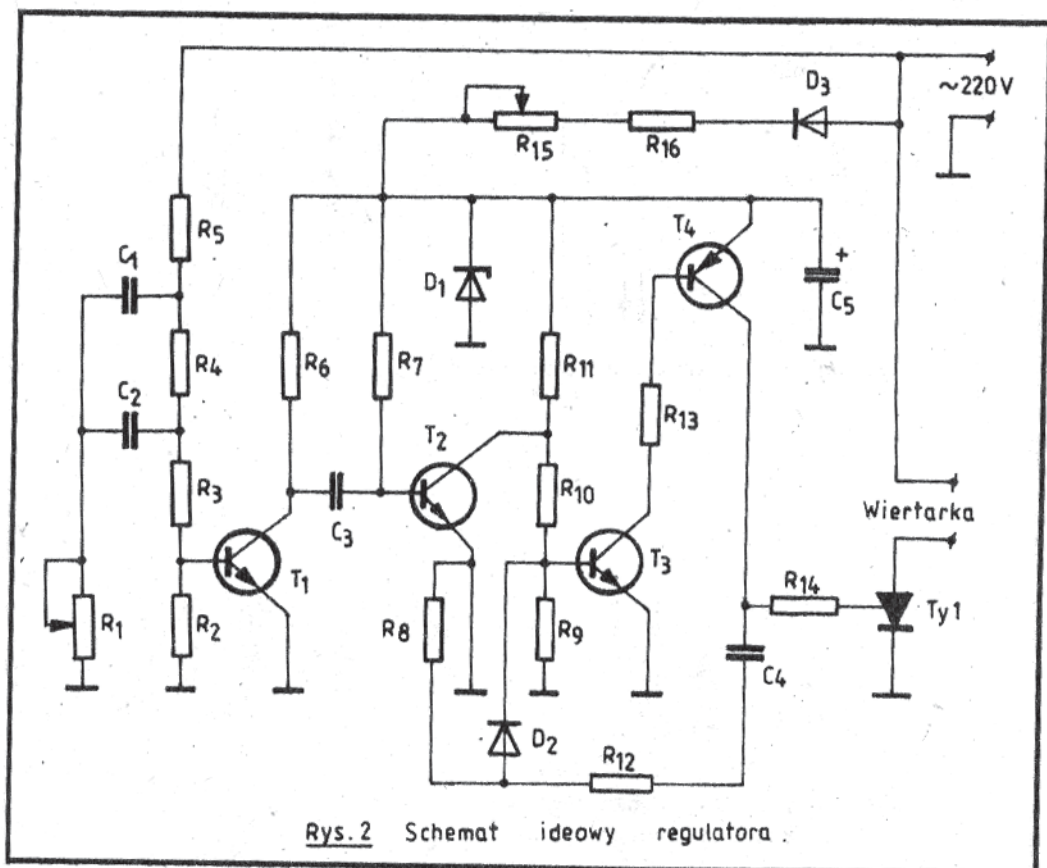 ~220V
D3
R15
R16
R5
C1
T4
+
D1
C5
R4
R6
R7
R11
C2
R13
T2
R3
R10
Wiertarka
C3
T1
T3
R14
R1
R2
R8
R9
Ty1
C4
D2
R12
Rys.2 Schemat ideowy regulatora.